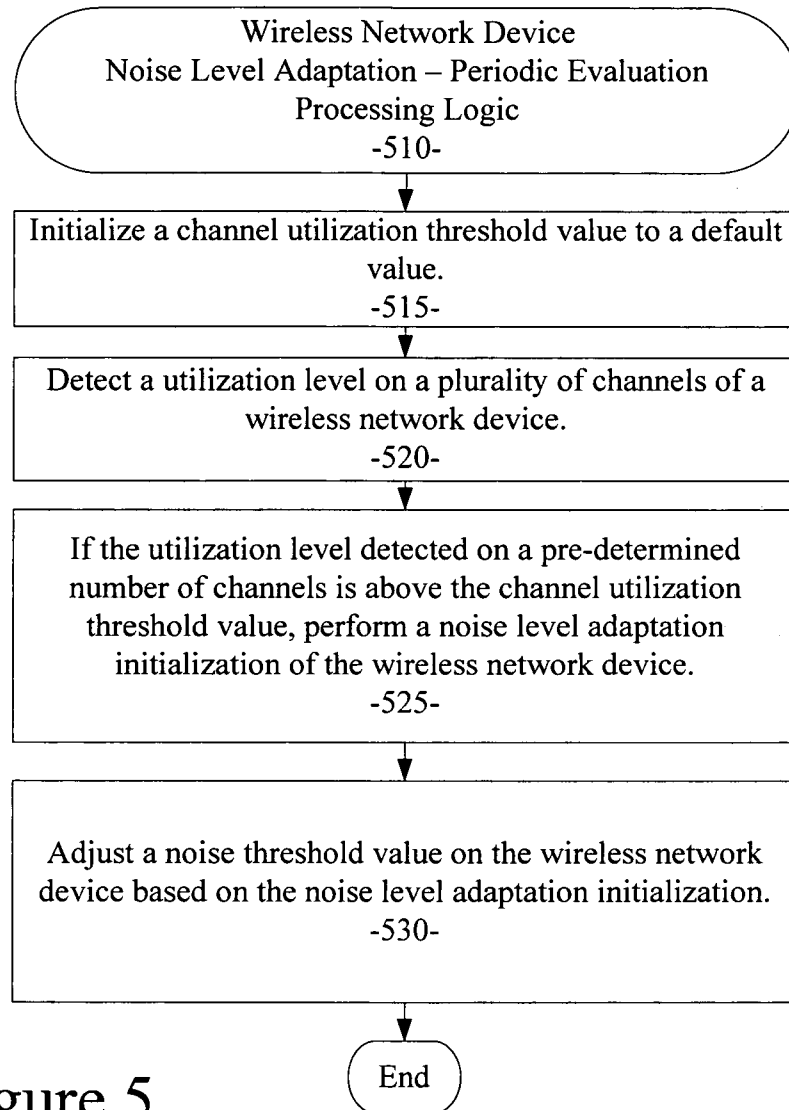 Wireless Network Device
Noise Level Adaptation – Periodic Evaluation
Processing Logic
-510-
Initialize a channel utilization threshold value to a default
value.
-515-
Detect a utilization level on a plurality of channels of a
wireless network device.
-520-
If the utilization level detected on a pre-determined
number of channels is above the channel utilization
threshold value, perform a noise level adaptation
initialization of the wireless network device.
-525-
Adjust a noise threshold value on the wireless network
device based on the noise level adaptation initialization.
-530-
End
gure 5